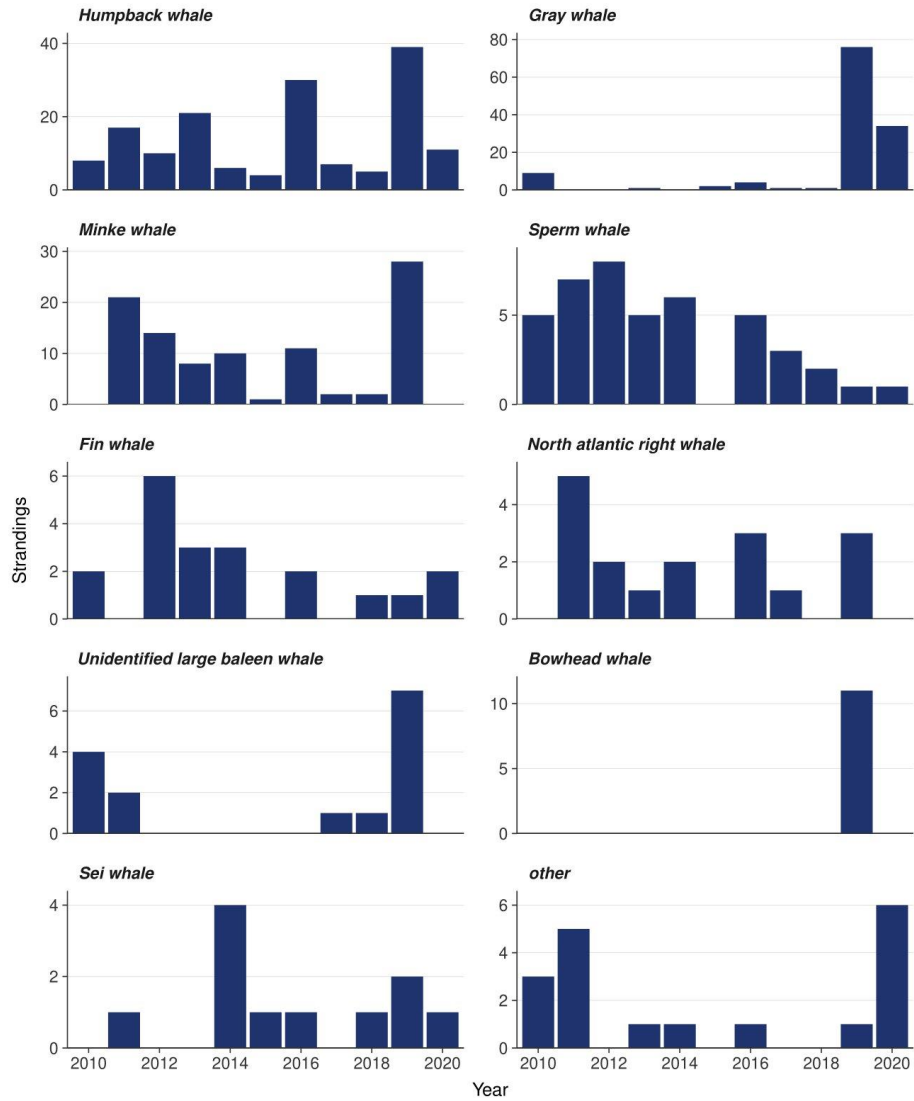 Humpback whale
Gray whale
40
20
0
80
60
40
20
0
Minke whale
Sperm whale
30
20
10
0
5
0
Fin whale
North atlantic right whale
6
4
2
0
4
2
0
Unidentified large baleen whale
Bowhead whale
6
4
2
0
10
5
0
Sei whale
other
4
2
0
6
4
2
0
2010 2012 2014 2016 2018 2020
2010 2012 2014 2016 2018 2020
Strandings
Year